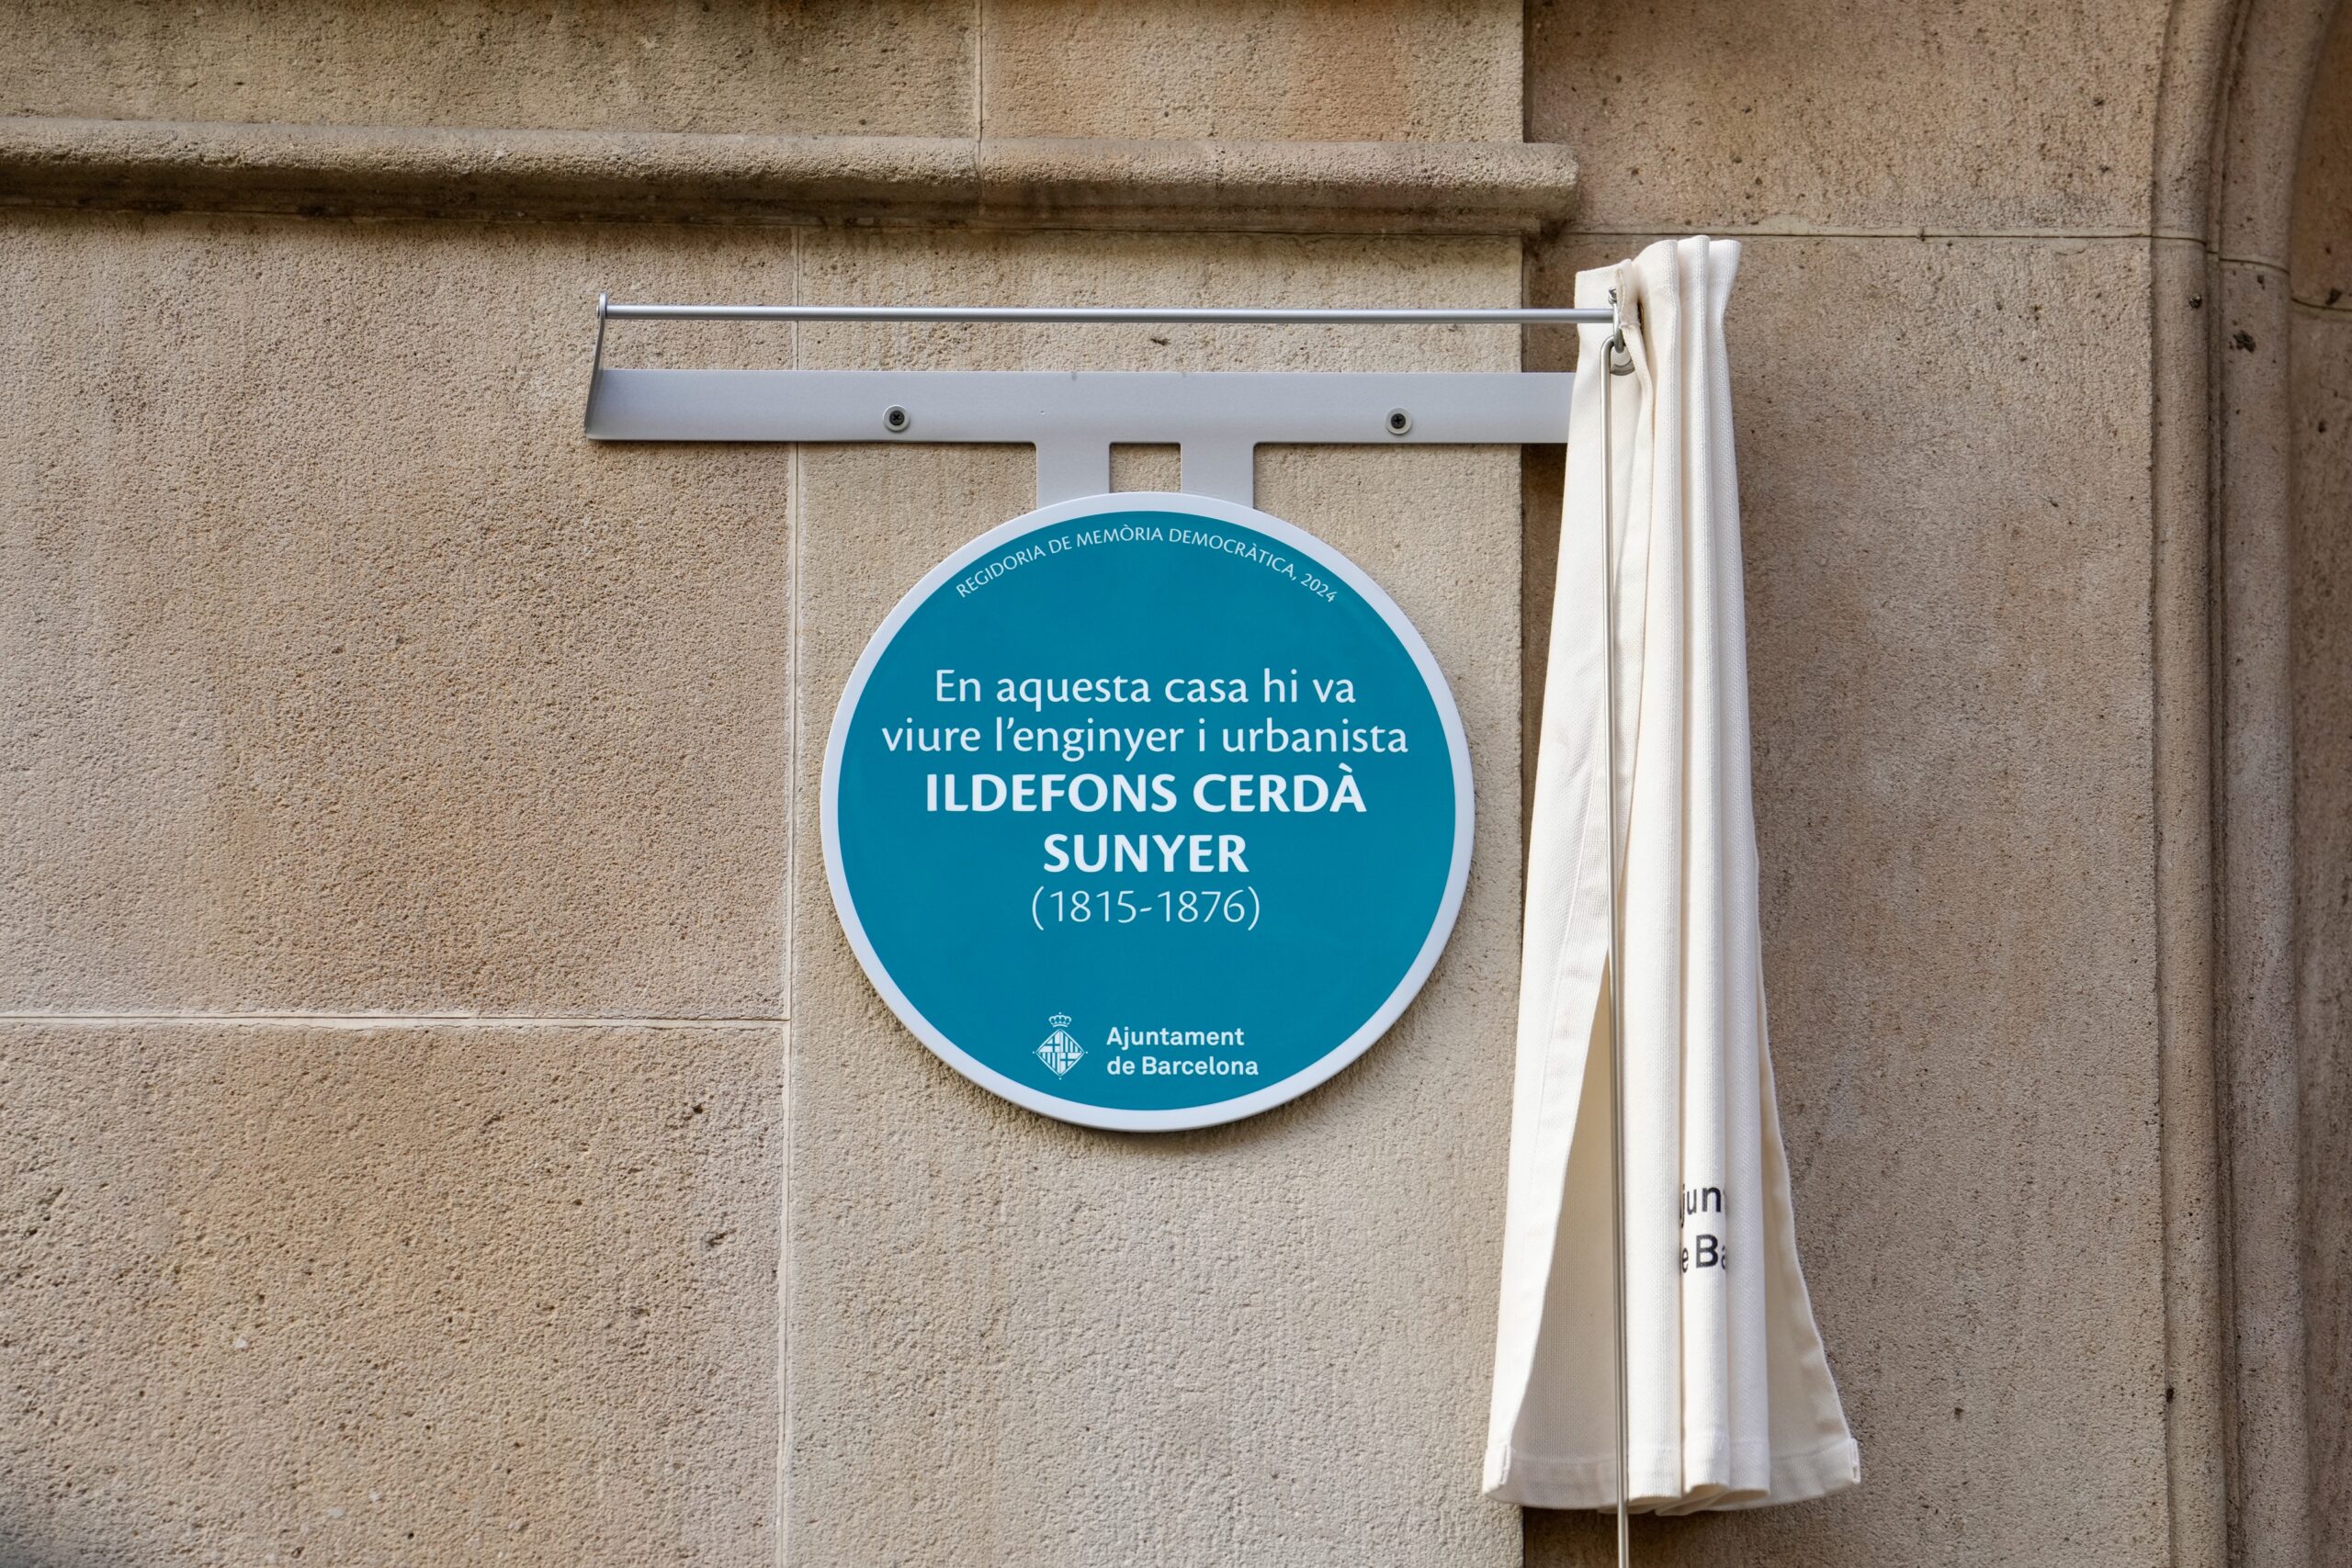 REGIDORIA DE MEMÒRIA DEMOCRÀTICA, 2024
En aquesta casa hi va
viure l'enginyer i urbanista
ILDEFONS CERDÀ
SUNYER
(1815-1876)
Ajuntament
de Barcelona